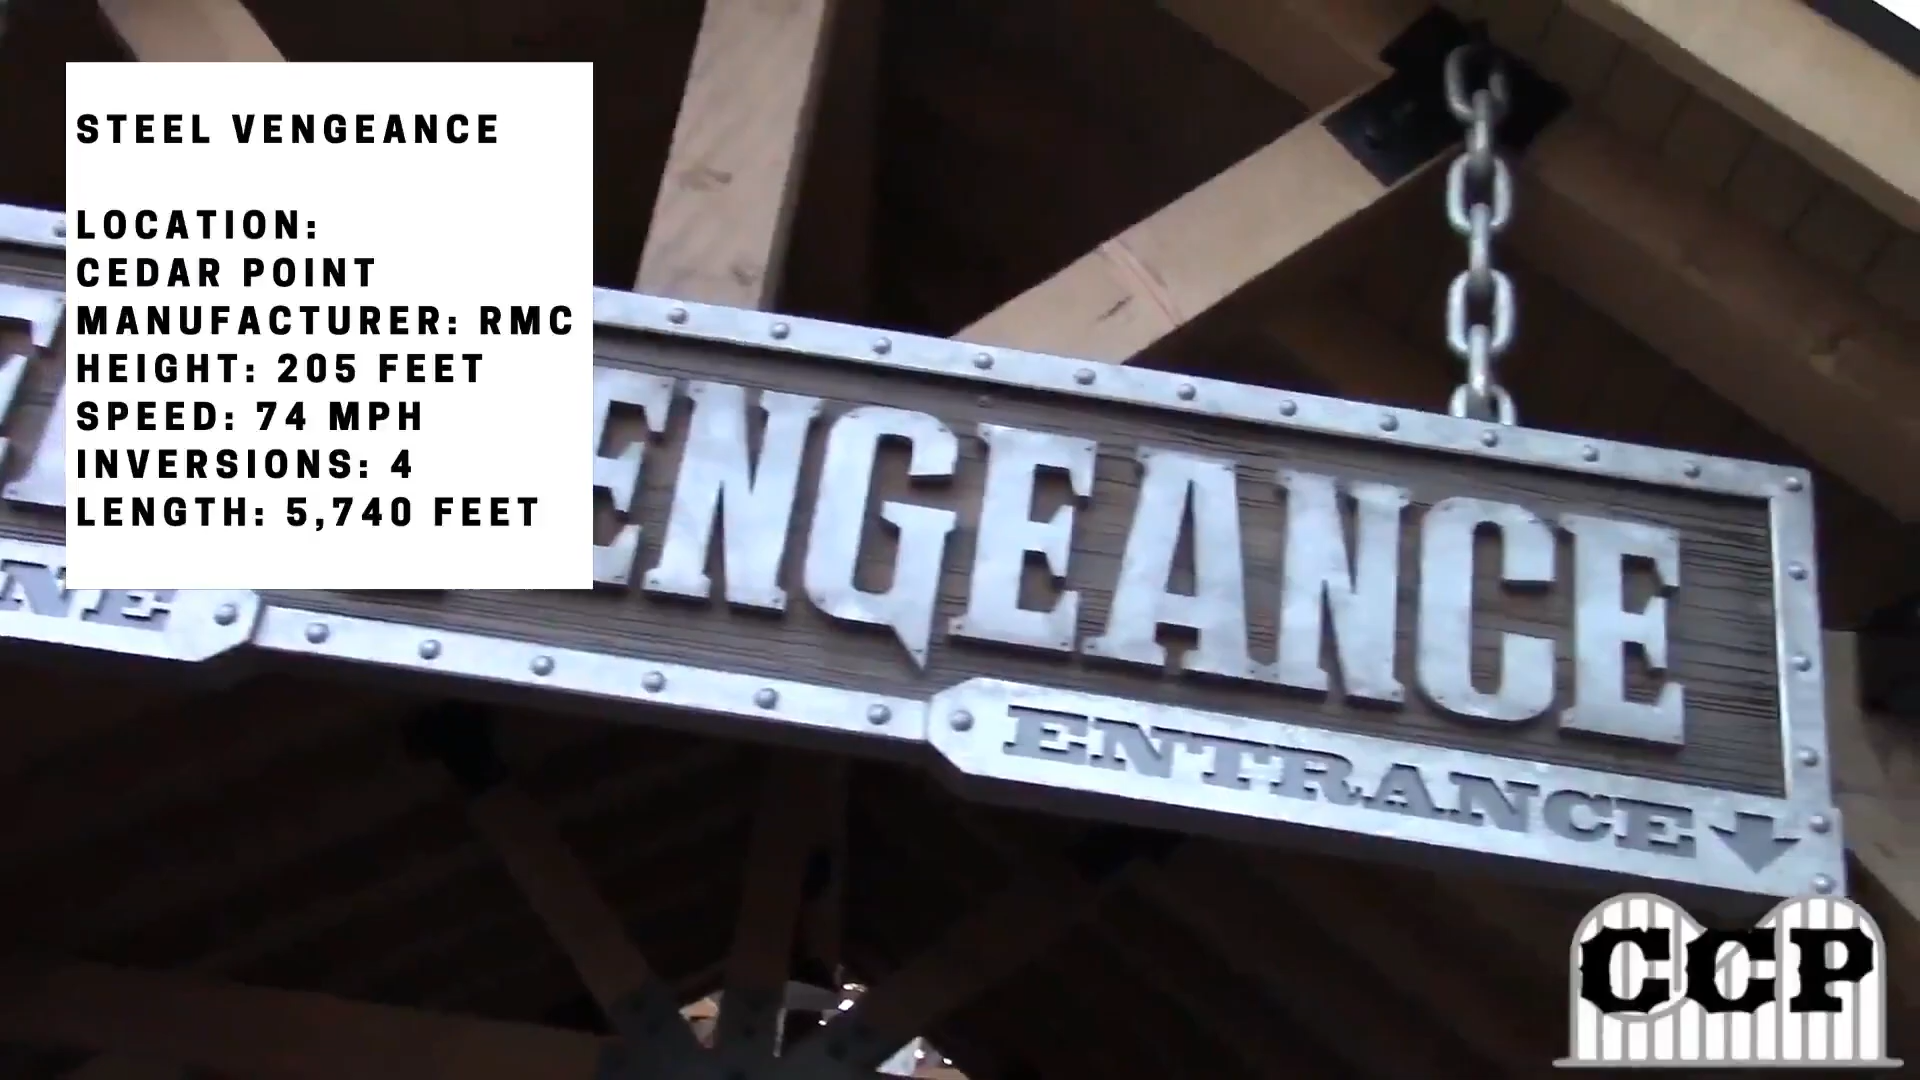 STEEL VENGEANCE
LOCATION:
CEDAR POINT
MANUFACTURER: RMC
HEIGHT: 205 FEET
SPEED: 74 MPH
INVERSIONS: 4
LENGTH: 5,740 FEET
ENGEANCE
NE
ENTRANCE
CCP